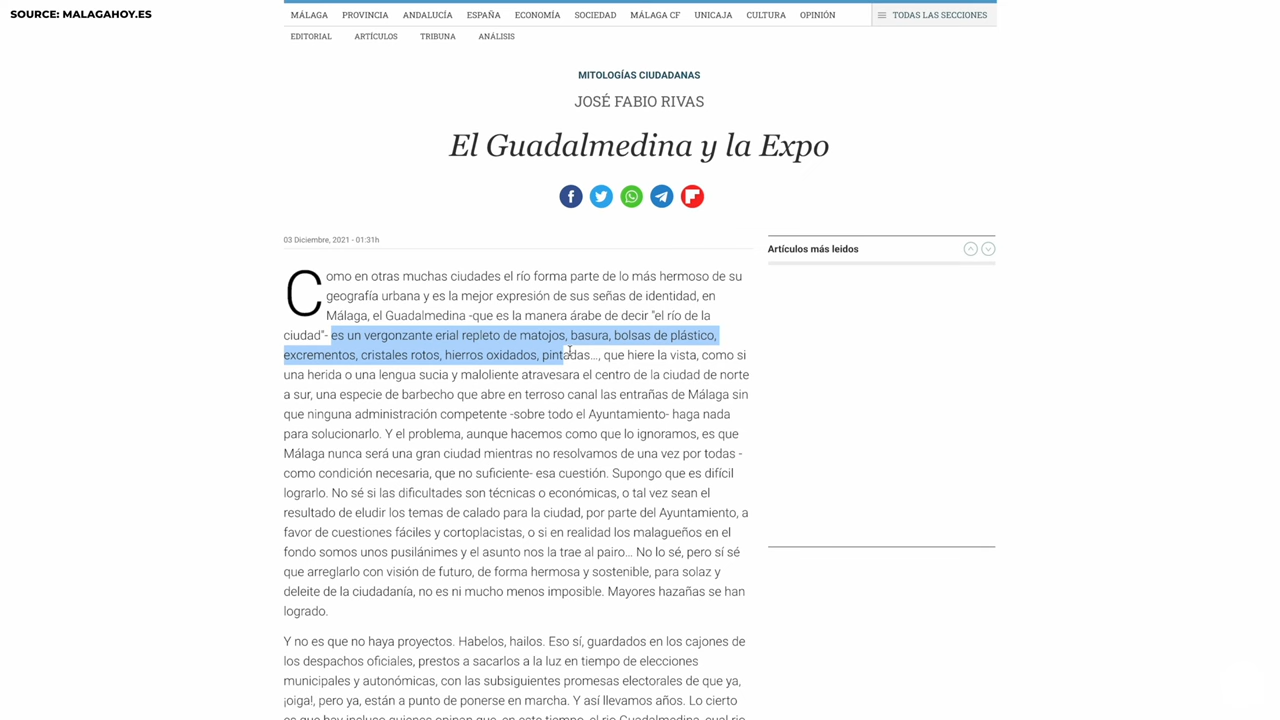 SOURCE: MALAGAHOY.ES
MÁLAGA PROVINCIA ANDALUCÍA ESPAÑA ECONOMÍA SOCIEDAD MÁLAGA CF UNICAJA CULTURA OPINIÓN TODAS LAS SECCIONES
EDITORIAL ARTÍCULOS TRIBUNA ANÁLISIS
MITOLOGÍAS CIUDADANAS
JOSÉ FABIO RIVAS
El Guadalmedina y la Expo
03 Diciembre, 2021 - 01:31h
Artículos más leidos
Como en otras muchas ciudades el río forma parte de lo más hermoso de su
geografía urbana y es la mejor expresión de sus señas de identidad, en
Málaga, el Guadalmedina -que es la manera árabe de decir "el río de la
ciudad"- es un vergonzante erial repleto de matojos, basura, bolsas de plástico,
excrementos, cristales rotos, hierros oxidados, pintadas..., que hiere la vista, como si
una herida o una lengua sucia y maloliente atravesara el centro de la ciudad de norte
a sur, una especie de barbecho que abre en terroso canal las entrañas de Málaga sin
que ninguna administración competente -sobre todo el Ayuntamiento- haga nada
para solucionarlo. Y el problema, aunque hacemos como que lo ignoramos, es que
Málaga nunca será una gran ciudad mientras no resolvamos de una vez por todas -
como condición necesaria, que no suficiente- esa cuestión. Supongo que es difícil
lograrlo. No sé si las dificultades son técnicas o económicas, o tal vez sean el
resultado de eludir los temas de calado para la ciudad, por parte del Ayuntamiento, a
favor de cuestiones fáciles y cortoplacistas, o si en realidad los malagueños en el
fondo somos unos pusilánimes y el asunto nos la trae al pairo... No lo sé, pero sí sé
que arreglarlo con visión de futuro, de forma hermosa y sostenible, para solaz y
deleite de la ciudadanía, no es ni mucho menos imposible. Mayores hazañas se han
logrado.
Y no es que no haya proyectos. Habelos, hailos. Eso sí, guardados en los cajones de
los despachos oficiales, prestos a sacarlos a la luz en tiempo de elecciones
municipales y autonómicas, con las subsiguientes promesas electorales de que ya,
¡oiga!, pero ya, están a punto de ponerse en marcha. Y así llevamos años. Lo cierto
es que hay incluso quienes opinan que, en este tiempo, el río Guadalmedina, cual río